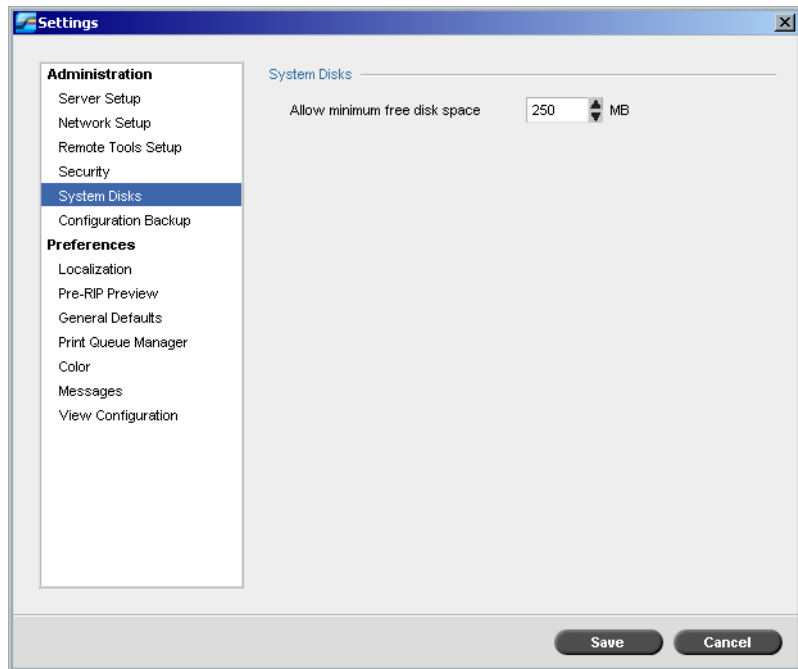 Settings
Administration
Server Setup
Network Setup
Remote Tools Setup
Security
System Disks
Configuration Backup
Preferences
Localization
Pre-RIP Preview
General Defaults
Print Queue Manager
Color
Messages
View Configuration
System Disks
Allow minimum free disk space 250 MB
Save Cancel